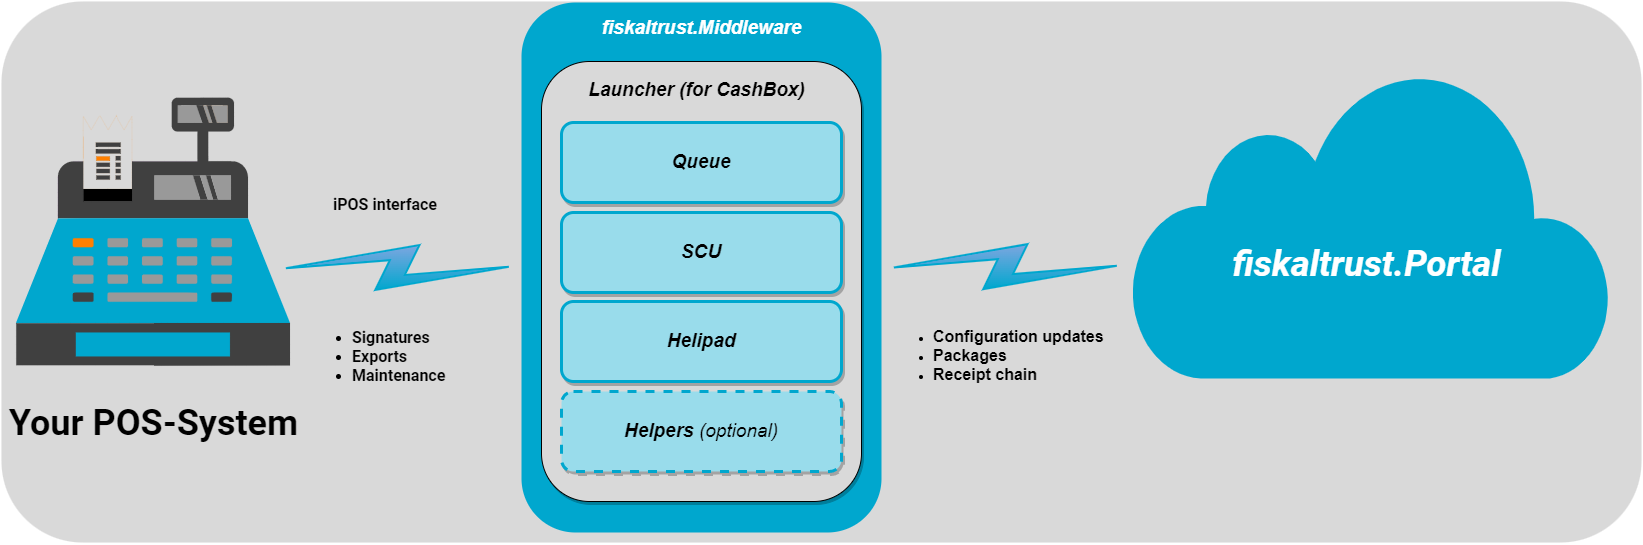 fiskaltrust.Middleware
Launcher (for CashBox)
Queue
SCU
Helipad
Helpers (optional)
iPOS interface
• Signatures
• Exports
• Maintenance
Your POS-System
• Configuration updates
• Packages
• Receipt chain
fiskaltrust.Portal